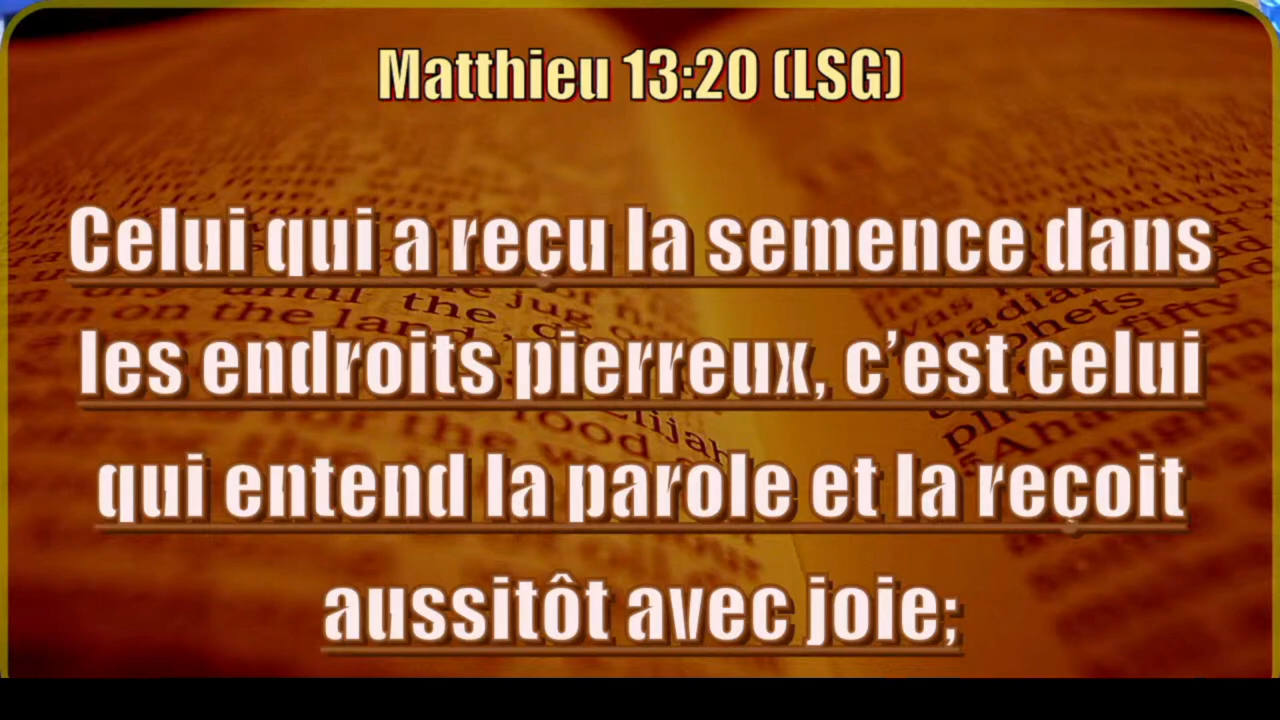 Matthieu 13:20 (LSG)
Celui qui a reçu la semence dans
les endroits pierreux, c’est celui
qui entend la parole et la reçoit
aussitôt avec joie;